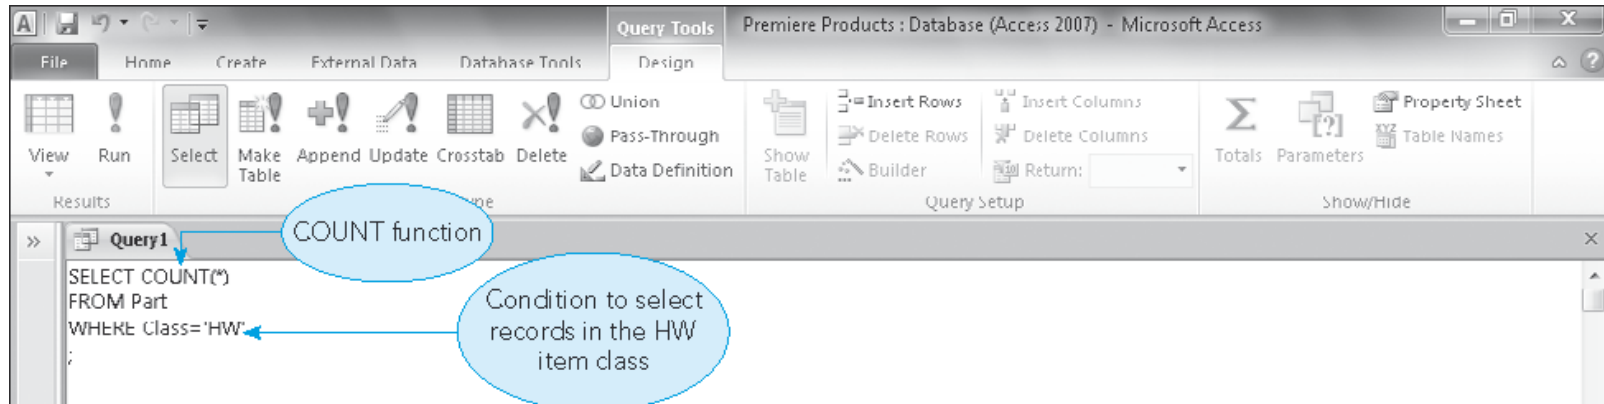 A
Query Tools
Premiere Products : Database (Access 2007) - Microsoft Access
File Home Create External Data Database Tools Design
View Run Select Make Table Append Update Crosstab Delete
Union
Pass-Through
Data Definition
Show Table
Insert Rows
Delete Rows
Builder
Insert Columns
Delete Columns
Return:
Totals Parameters
Property Sheet
Table Names
Results Query Setup Show/Hide
Query1
COUNT function
SELECT COUNT(*)
FROM Part
WHERE Class='HW'
;
Condition to select
records in the HW
item class